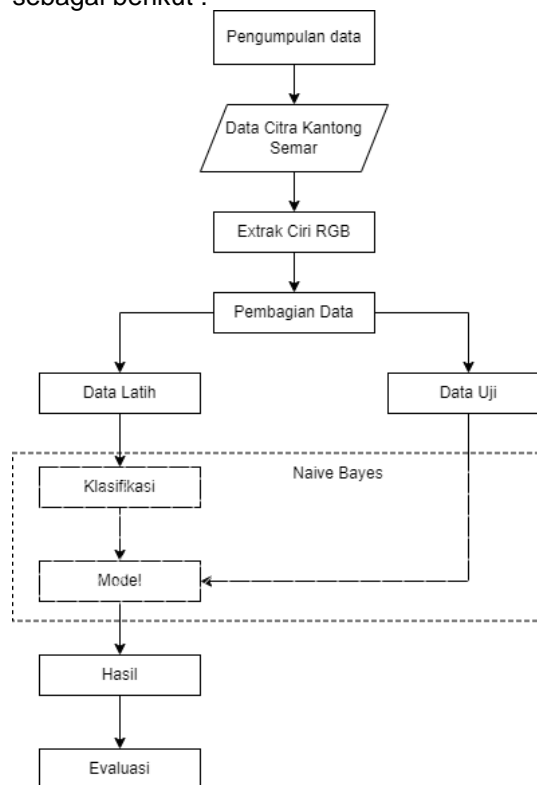 sebagai berikut :
Pengumpulan data
Data Citra Kantong
Semar
Extrak Ciri RGB
Pembagian Data
Data Latih
Data Uji
Naive Bayes
Klasifikasi
Model
Hasil
Evaluasi